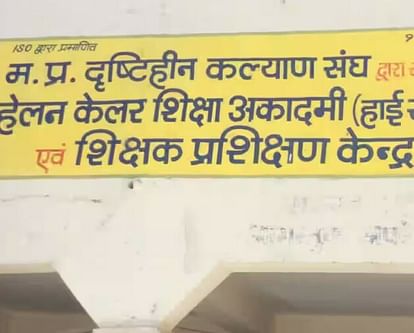 ISO द्वारा प्रमाणित
म. प्र. दृष्टिहीन कल्याण संघ द्वारा
हेलन केलर शिक्षा अकादमी (हाई
एवं शिक्षक प्रशिक्षण केन्द्र